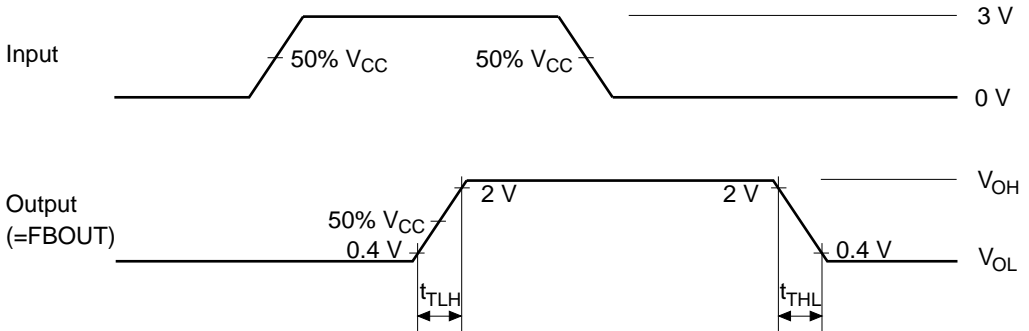 3 V
Input
50% VCC
50% VCC
0 V
Output
(=FBOUT)
2 V
2 V
VOH
50% VCC
0.4 V
0.4 V
VOL
tTLH
tTHL